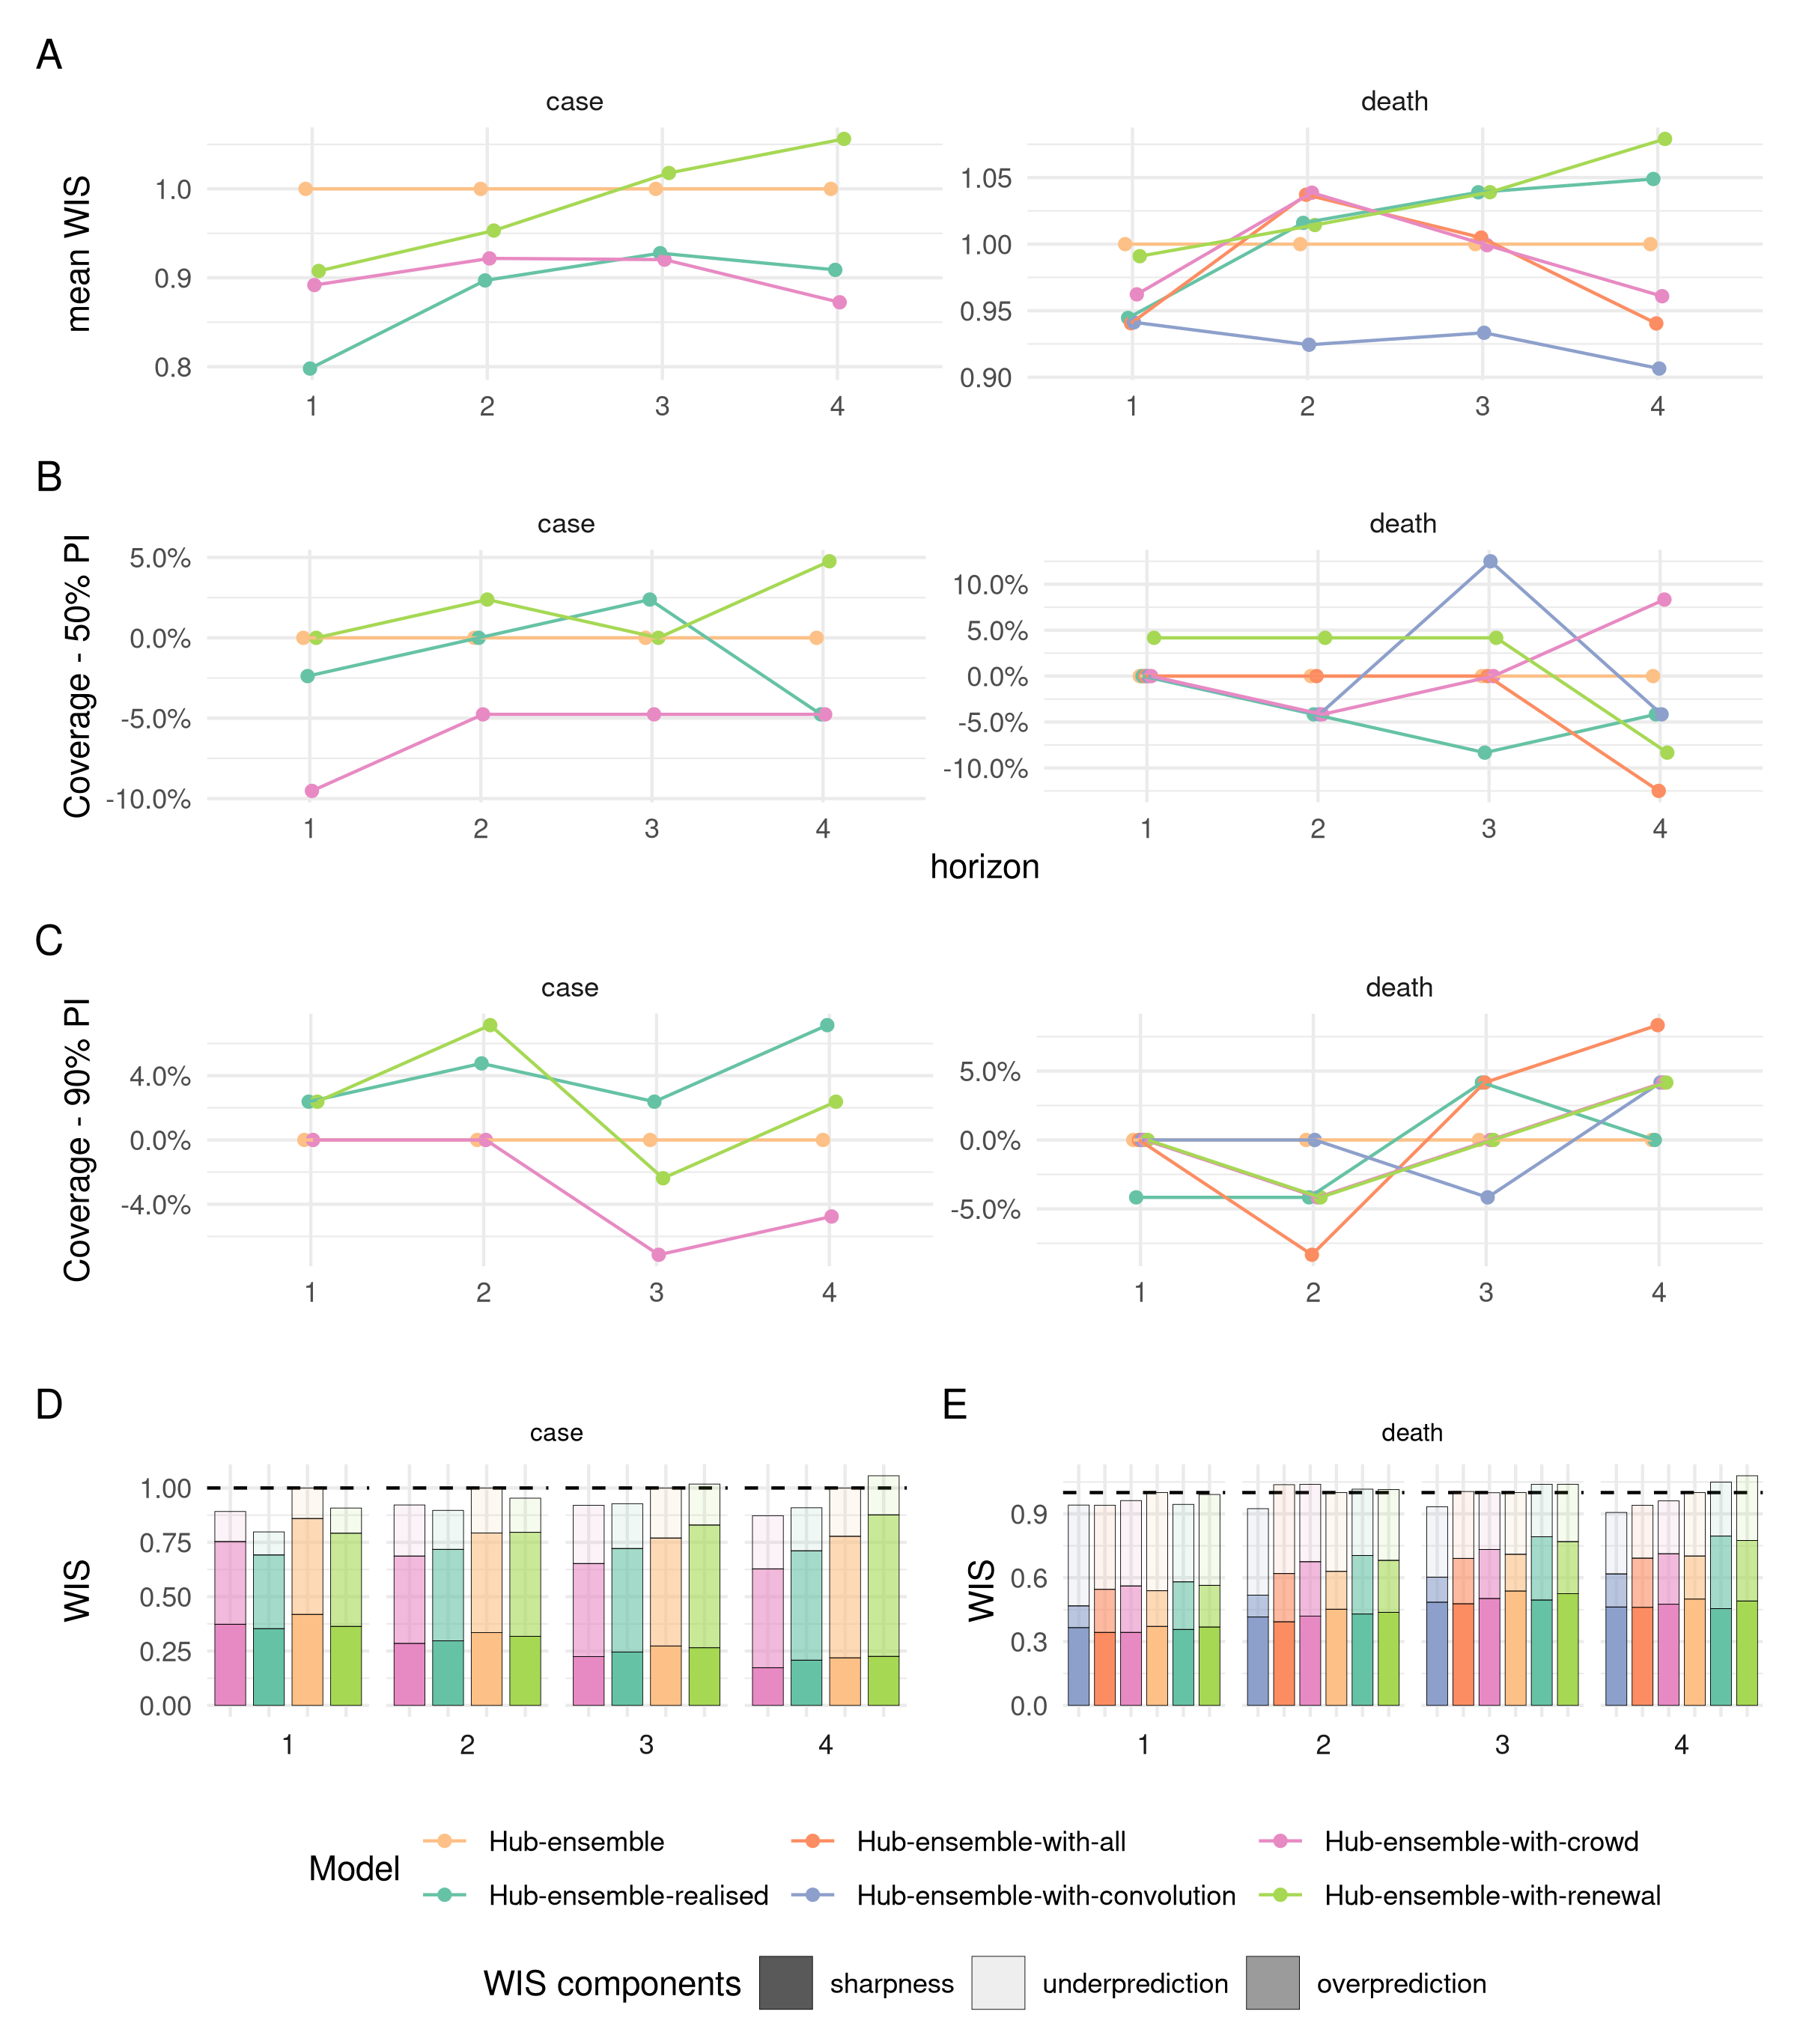 A
case death
mean WIS
1.0
0.9
0.8
1.05
1.00
0.95
0.90
1 2 3 4 1 2 3 4
B
case death
Coverage - 50% PI
5.0%
0.0%
-5.0%
-10.0%
10.0%
5.0%
0.0%
-5.0%
-10.0%
1 2 3 4 1 2 3 4
horizon
C
case death
Coverage - 90% PI
4.0%
0.0%
-4.0%
5.0%
0.0%
-5.0%
1 2 3 4 1 2 3 4
D
case
WIS
1.00
0.75
0.50
0.25
0.00
1 2 3 4
E
death
WIS
0.9
0.6
0.3
0.0
1 2 3 4
Model
Hub-ensemble Hub-ensemble-with-all Hub-ensemble-with-crowd
Hub-ensemble-realised Hub-ensemble-with-convolution Hub-ensemble-with-renewal
WIS components sharpness underprediction overprediction